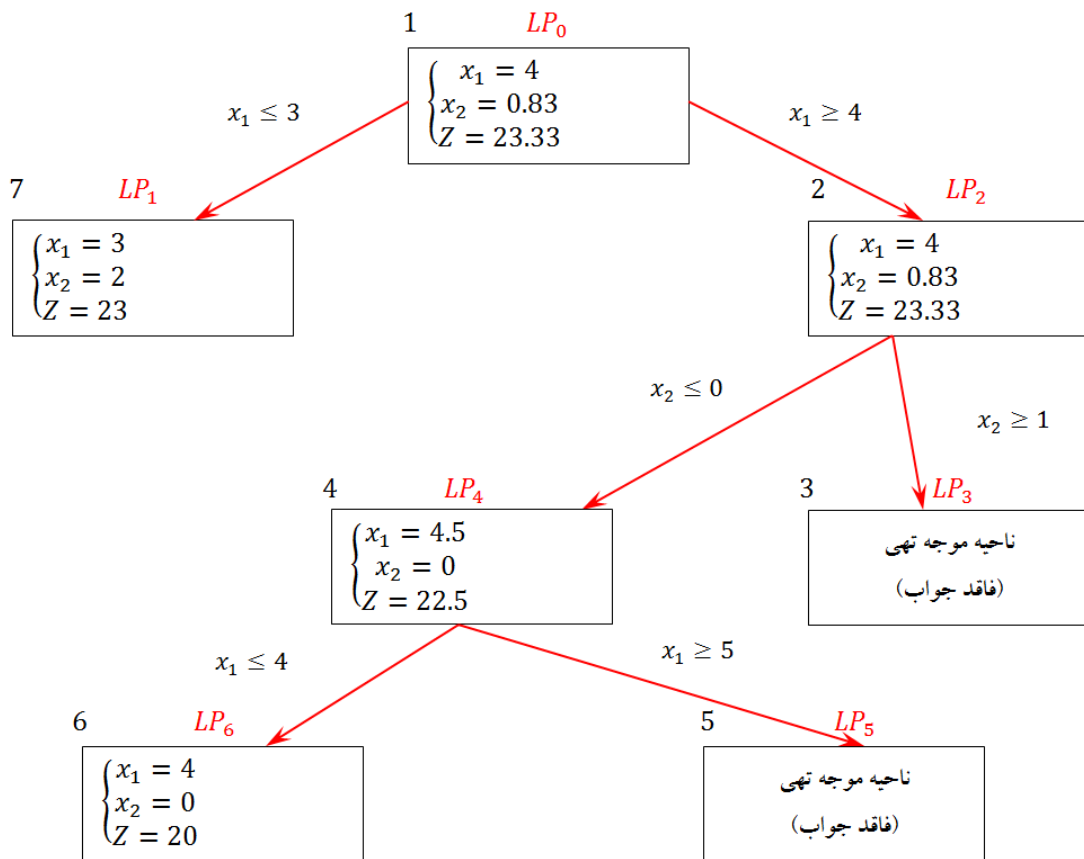 1 LP₀
x₁ = 4
x₂ = 0.83
Z = 23.33
x₁ ≤ 3
x₁ ≥ 4
7 LP₁
x₁ = 3
x₂ = 2
Z = 23
2 LP₂
x₁ = 4
x₂ = 0.83
Z = 23.33
x₂ ≤ 0
x₂ ≥ 1
4 LP₄
x₁ = 4.5
x₂ = 0
Z = 22.5
3 LP₃
ناحیه موجه تهی
(فاقد جواب)
x₁ ≤ 4
x₁ ≥ 5
6 LP₆
x₁ = 4
x₂ = 0
Z = 20
5 LP₅
ناحیه موجه تهی
(فاقد جواب)